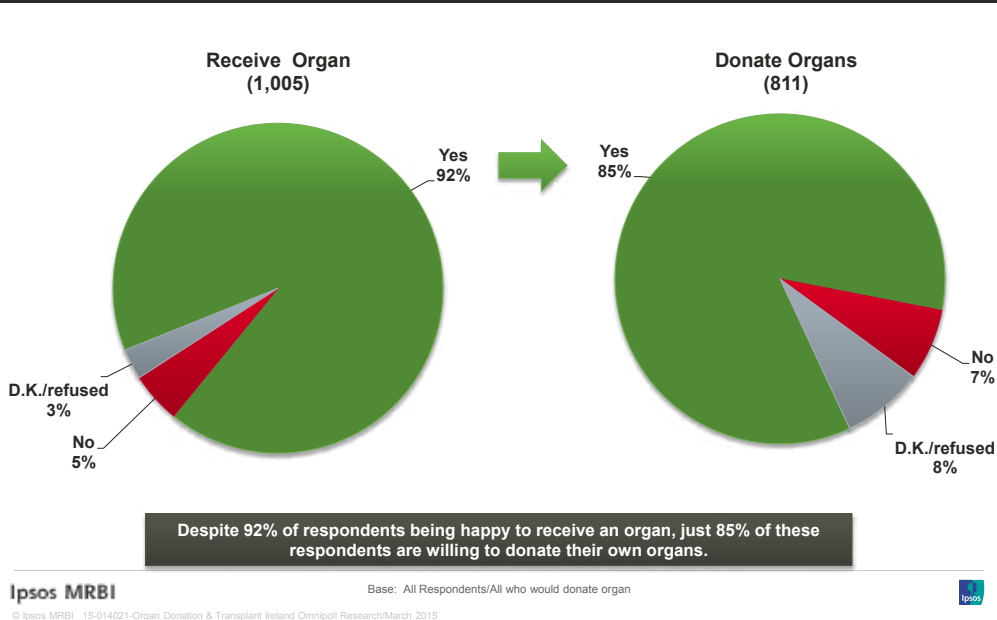 Receive Organ
(1,005)
Donate Organs
(811)
Yes
92%
Yes
85%
D.K./refused
3%
No
5%
No
7%
D.K./refused
8%
Despite 92% of respondents being happy to receive an organ, just 85% of these
respondents are willing to donate their own organs.
Ipsos MRBI
Base: All Respondents/All who would donate organ
Ipsos
© Ipsos MRBI 15-014021-Organ Donation & Transplant Ireland Omnipoll Research/March 2015